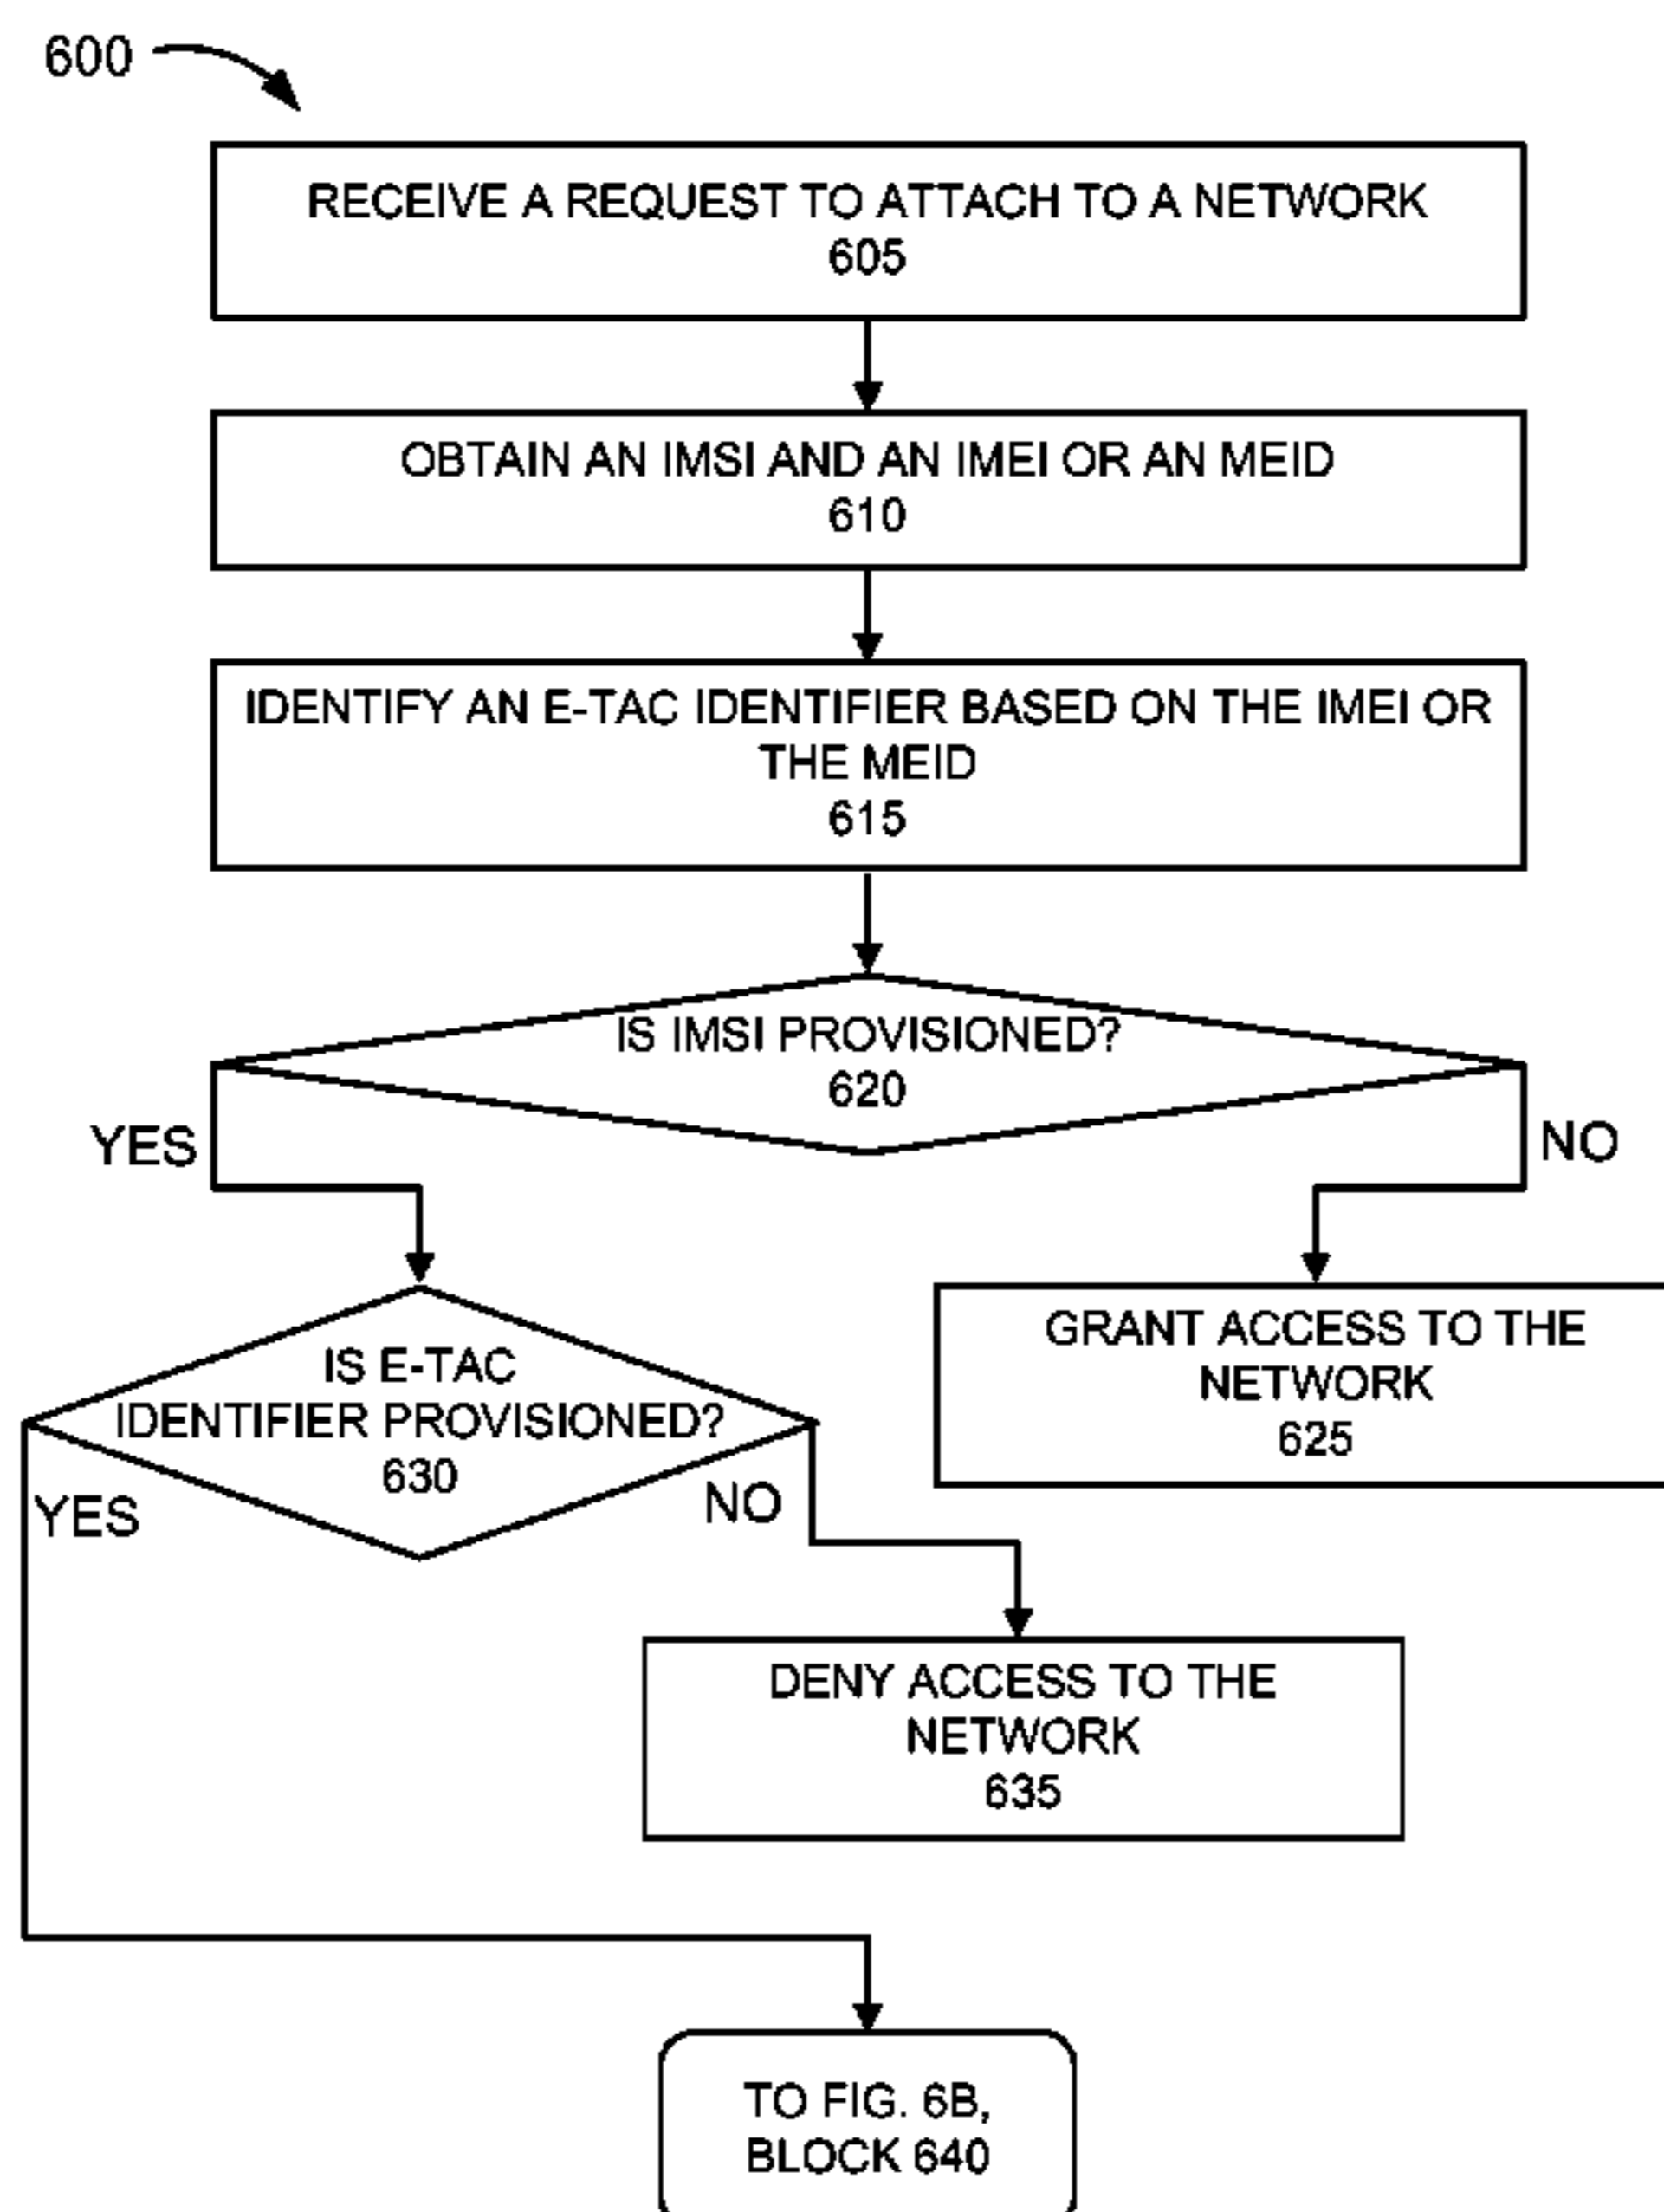 600
RECEIVE A REQUEST TO ATTACH TO A NETWORK
605
OBTAIN AN IMSI AND AN IMEI OR AN MEID
610
IDENTIFY AN E-TAC IDENTIFIER BASED ON THE IMEI OR
THE MEID
615
IS IMSI PROVISIONED?
620
YES
NO
IS E-TAC
IDENTIFIER PROVISIONED?
630
YES
NO
GRANT ACCESS TO THE
NETWORK
625
DENY ACCESS TO THE
NETWORK
635
TO FIG. 6B,
BLOCK 640